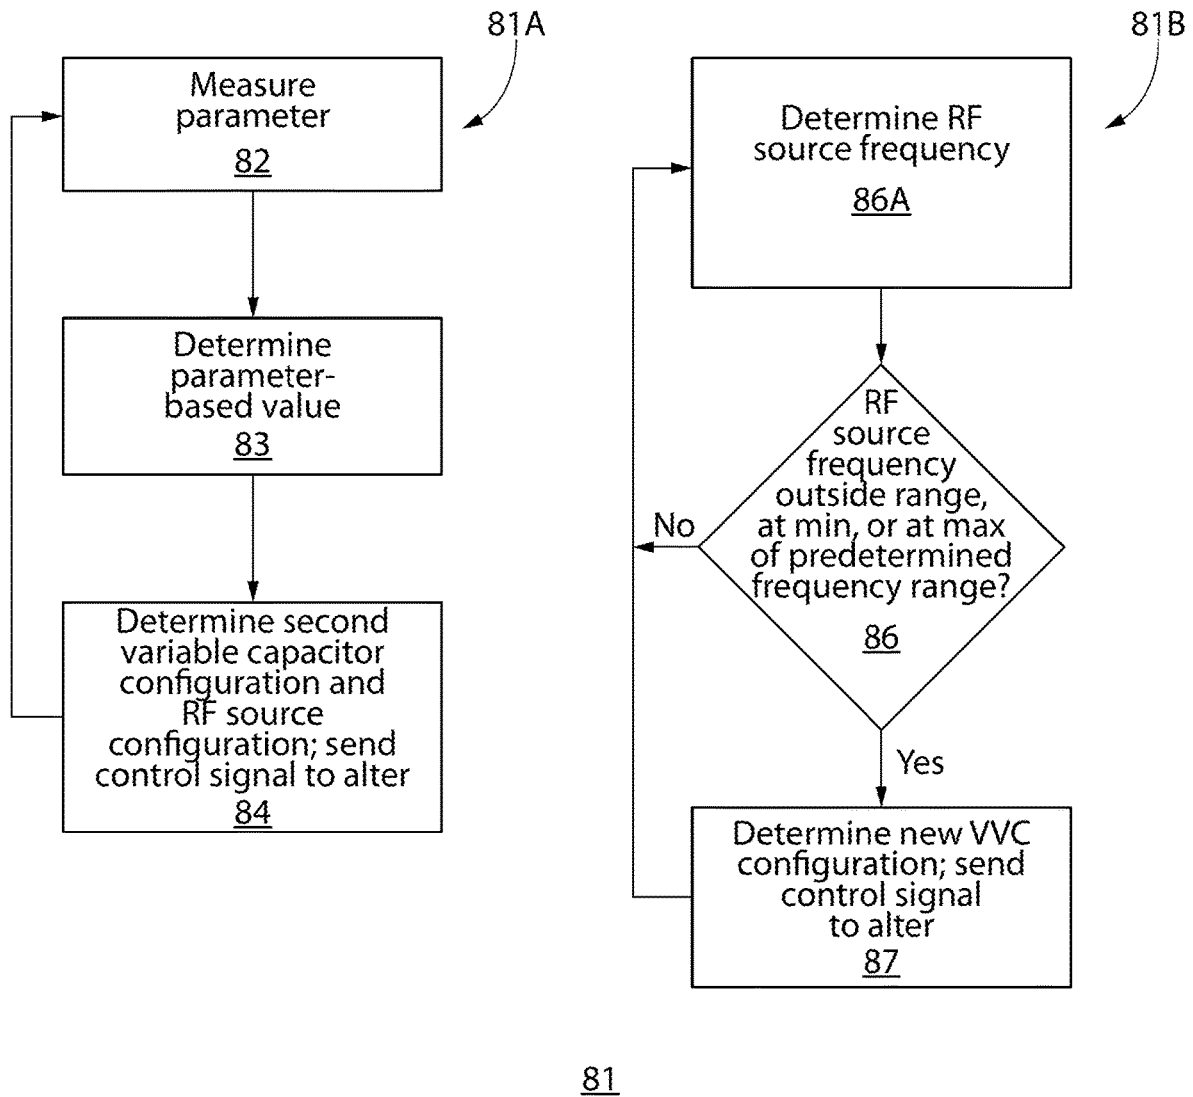 81A
Measure
parameter
82
Determine
parameter-
based value
83
Determine second
variable capacitor
configuration and
RF source
configuration; send
control signal to alter
84
81B
Determine RF
source frequency
86A
RF
source
frequency
outside range,
at min, or at max
of predetermined
frequency range?
86
No
Yes
Determine new VVC
configuration; send
control signal
to alter
87
81